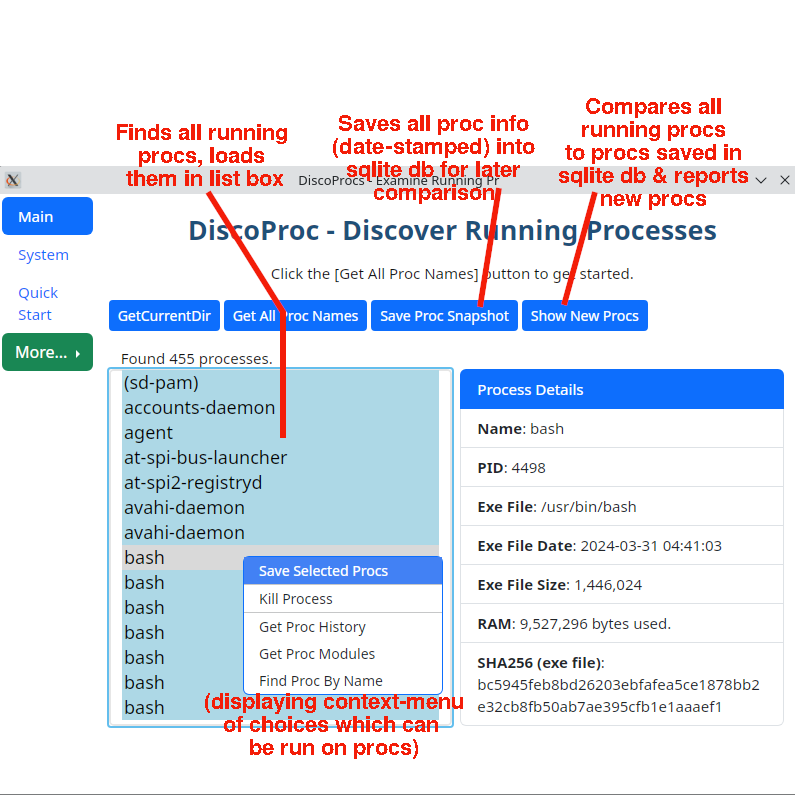 Finds all running
procs, loads
them in list box
Saves all proc info
(date-stamped) into
sqlite db for later
comparison
Compares all
running procs
to procs saved in
sqlite db & reports
new procs
DiscoProcs - Examine Running Pr
Main
System
Quick
Start
More...
DiscoProc - Discover Running Processes
Click the [Get All Proc Names] button to get started.
GetCurrentDir
Get All Proc Names
Save Proc Snapshot
Show New Procs
Found 455 processes.
(sd-pam)
accounts-daemon
agent
at-spi-bus-launcher
at-spi2-registryd
avahi-daemon
avahi-daemon
bash
bash
bash
bash
bash
bash
bash
Save Selected Procs
Kill Process
Get Proc History
Get Proc Modules
Find Proc By Name
(displaying context-menu
of choices which can
be run on procs)
Process Details
Name: bash
PID: 4498
Exe File: /usr/bin/bash
Exe File Date: 2024-03-31 04:41:03
Exe File Size: 1,446,024
RAM: 9,527,296 bytes used.
SHA256 (exe file):
bc5945feb8bd26203ebfafea5ce1878bb2
e32cb8fb50ab7ae395cfb1e1aaaef1